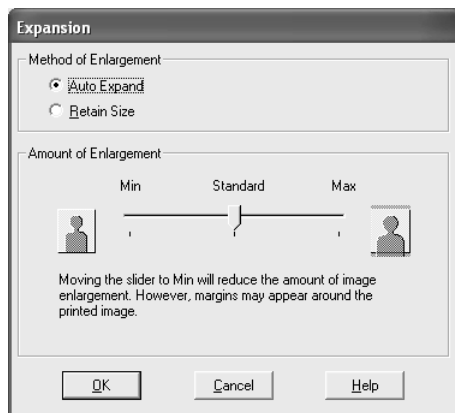 Expansion
Method of Enlargement
Auto Expand
Retain Size
Amount of Enlargement
Min Standard Max
Moving the slider to Min will reduce the amount of image
enlargement. However, margins may appear around the
printed image.
OK Cancel Help